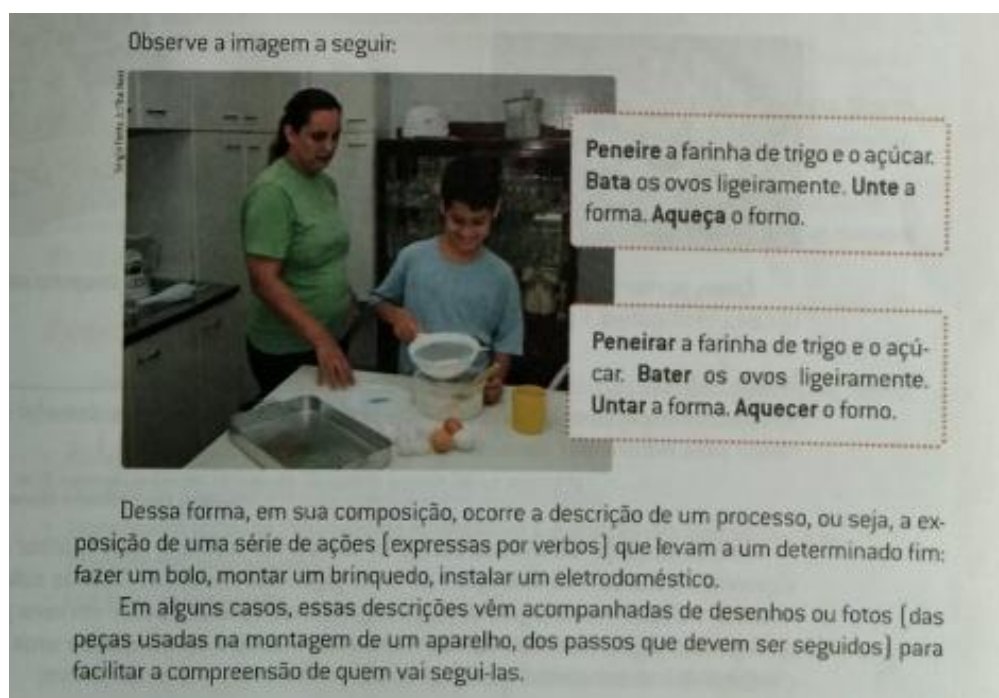 Observe a imagem a seguir:
Peneire a farinha de trigo e o açúcar.
Bata os ovos ligeiramente. Unte a
forma. Aqueça o forno.
Peneirar a farinha de trigo e o açú-
car. Bater os ovos ligeiramente.
Untar a forma. Aquecer o forno.
Dessa forma, em sua composição, ocorre a descrição de um processo, ou seja, a ex-
posição de uma série de ações (expressas por verbos) que levam a um determinado fim:
fazer um bolo, montar um brinquedo, instalar um eletrodoméstico.
Em alguns casos, essas descrições vêm acompanhadas de desenhos ou fotos (das
peças usadas na montagem de um aparelho, dos passos que devem ser seguidos) para
facilitar a compreensão de quem vai segui-las.